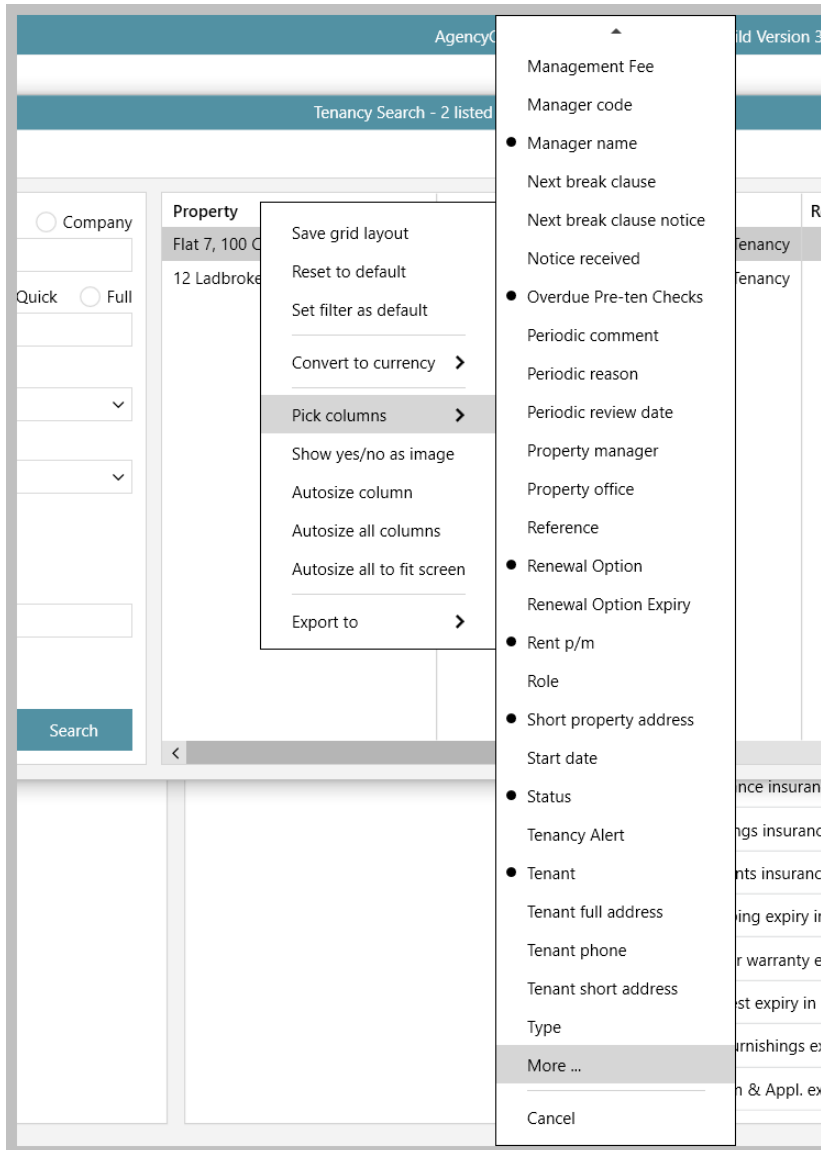 AgencyC
ild Version 3
Tenancy Search - 2 listed
Company
Quick
Full
Search
Property
R
Flat 7, 100 C
Tenancy
12 Ladbroke
Tenancy
Save grid layout
Reset to default
Set filter as default
Convert to currency
Pick columns
Show yes/no as image
Autosize column
Autosize all columns
Autosize all to fit screen
Export to
Management Fee
Manager code
Manager name
Next break clause
Next break clause notice
Notice received
Overdue Pre-ten Checks
Periodic comment
Periodic reason
Periodic review date
Property manager
Property office
Reference
Renewal Option
Renewal Option Expiry
Rent p/m
Role
Short property address
Start date
Status
Tenancy Alert
Tenant
Tenant full address
Tenant phone
Tenant short address
Type
More ...
Cancel
nce insuran
ngs insuranc
nts insuranc
ing expiry in
r warranty e
st expiry in
urnishings ex
n & Appl. ex